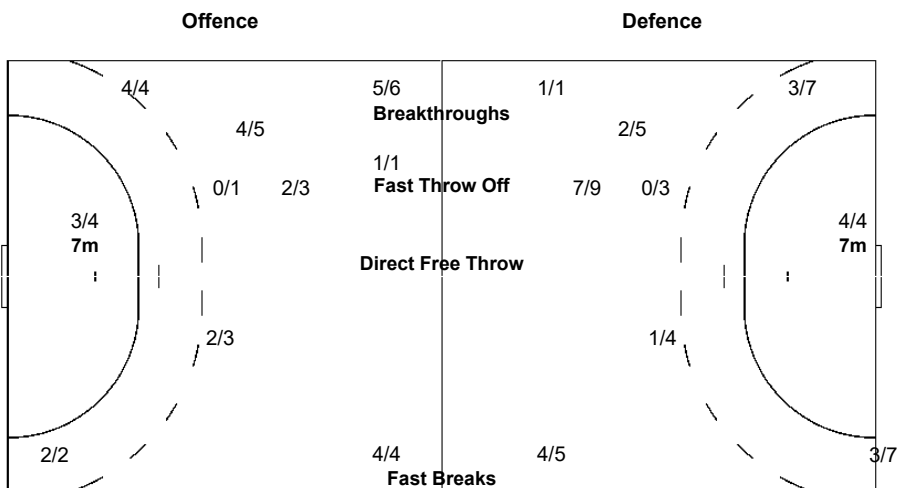 Offence Defence
4/4 5/6 1/1 3/7
Breakthroughs
4/5 2/5
1/1
0/1 2/3 Fast Throw Off 7/9 0/3
3/4 4/4
7m 7m
Direct Free Throw
2/3 1/4
2/2 4/4 4/5 3/7
Fast Breaks